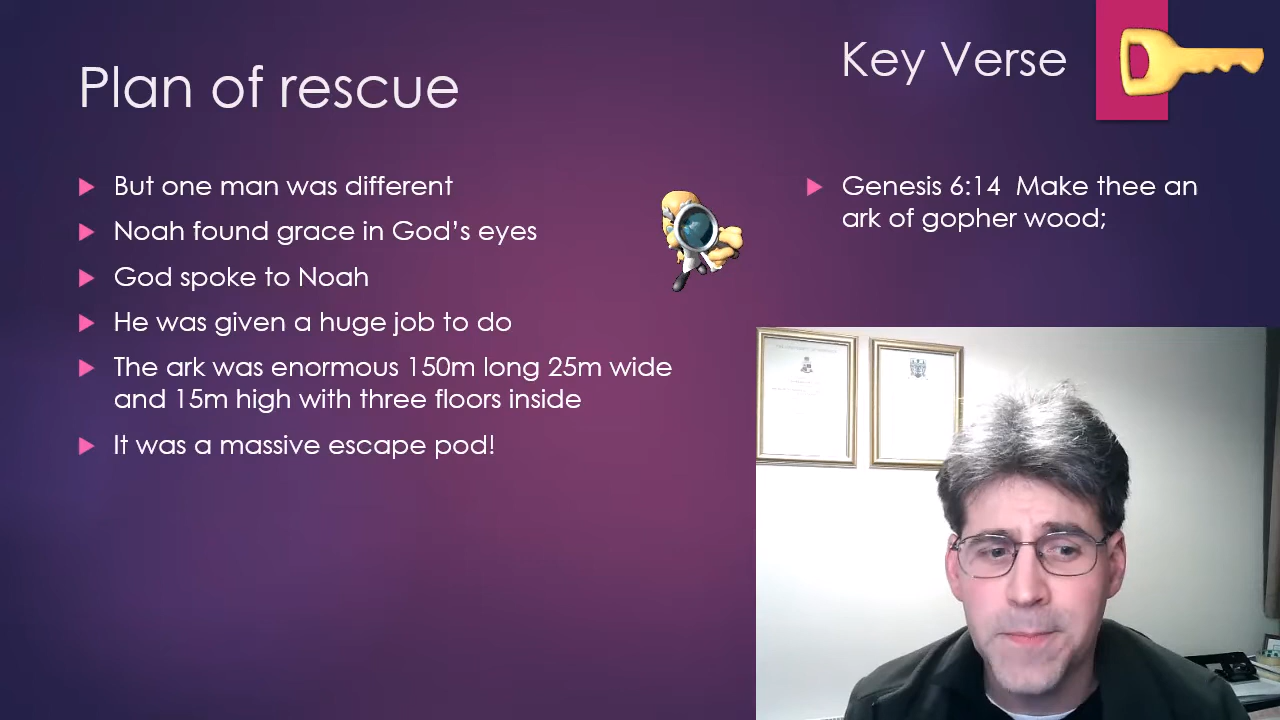 Plan of rescue
But one man was different
Noah found grace in God's eyes
God spoke to Noah
He was given a huge job to do
The ark was enormous 150m long 25m wide
and 15m high with three floors inside
It was a massive escape pod!
Key Verse
Genesis 6:14  Make thee an
ark of gopher wood;